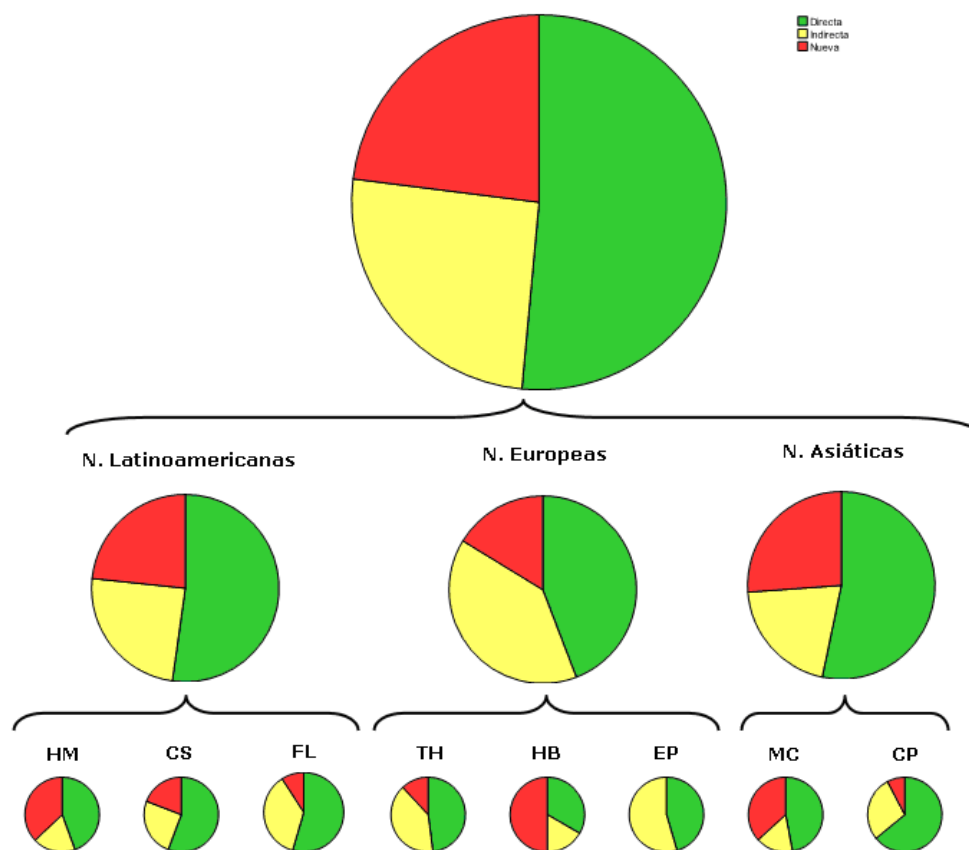 Directa
Indirecta
Nueva
N. Latinoamericanas
N. Europeas
N. Asiáticas
HM
CS
FL
TH
HB
EP
MC
CP